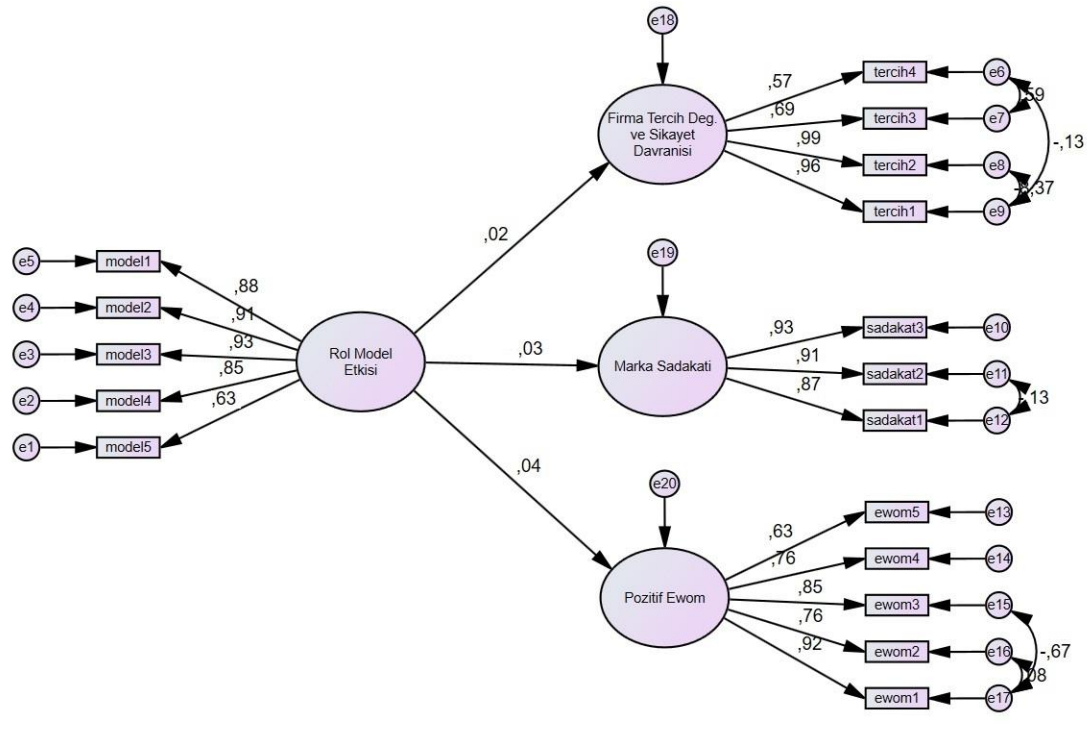 e18
Firma Tercih Deg.
ve Sikayet
Davranisi
,57
,69
,99
,96
tercih4
tercih3
tercih2
tercih1
e6
e7
e8
e9
-,13
,02
e5
e4
e3
e2
e1
model1
model2
model3
model4
model5
,88
,91
,93
,85
,63
Rol Model
Etkisi
,03
,04
e19
Marka Sadakati
,93
,91
,87
sadakat3
sadakat2
sadakat1
e10
e11
e12
e20
Pozitif Ewom
,63
,76
,85
,76
,92
ewom5
ewom4
ewom3
ewom2
ewom1
e13
e14
e15
e16
e17
-,67